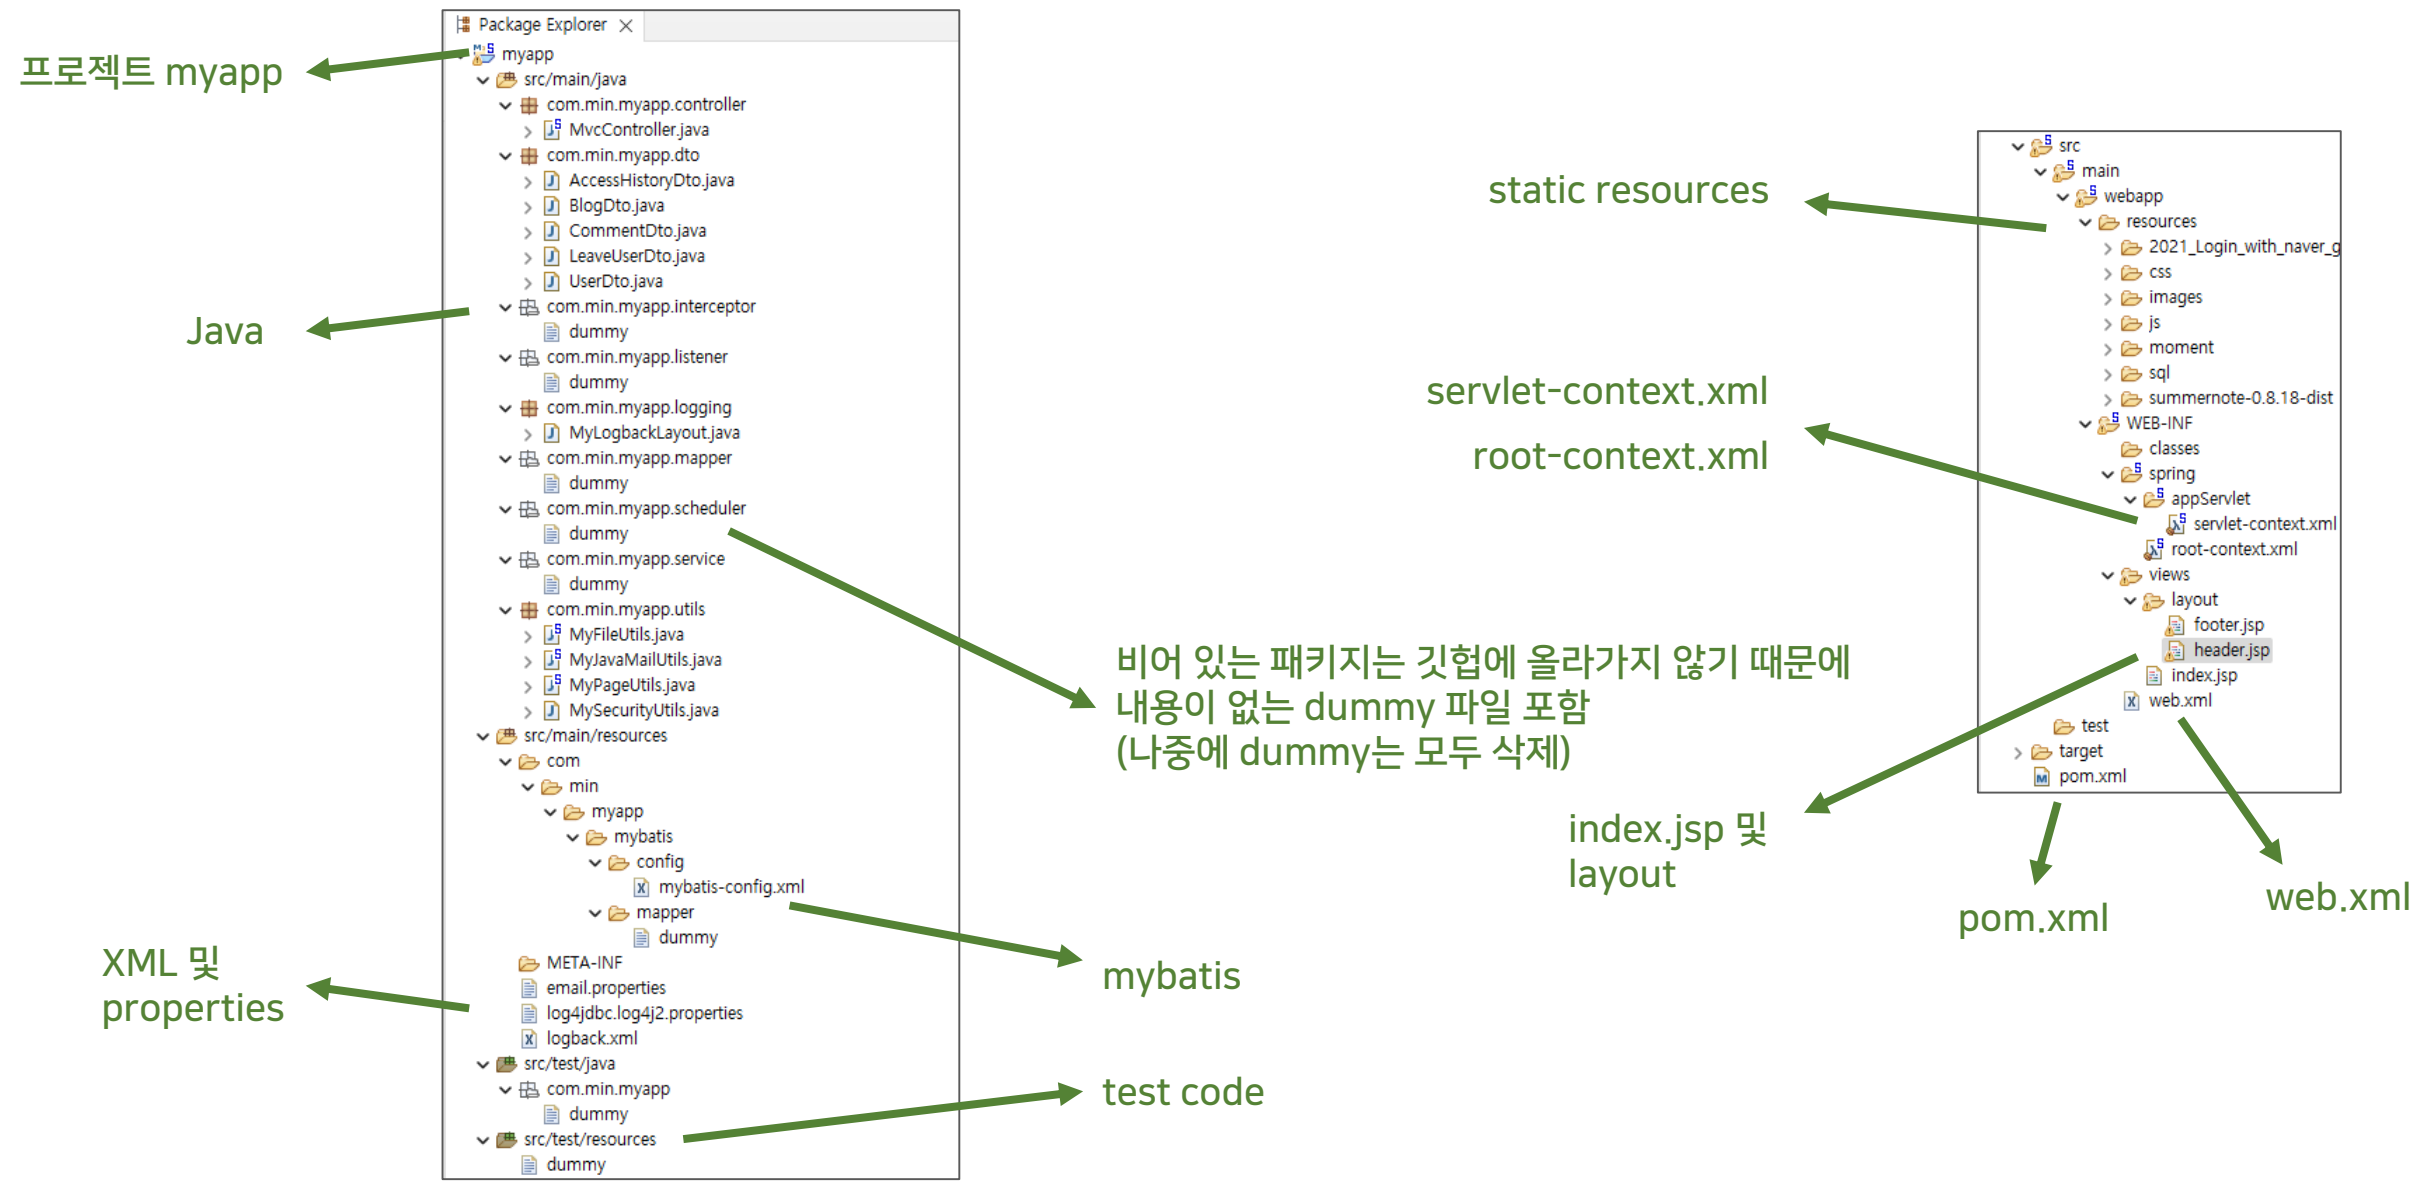 프로젝트 myapp
Java
XML 및
properties
Package Explorer
myapp
src/main/java
com.min.myapp.controller
MvcController.java
com.min.myapp.dto
AccessHistoryDto.java
BlogDto.java
CommentDto.java
LeaveUserDto.java
UserDto.java
com.min.myapp.interceptor
dummy
com.min.myapp.listener
dummy
com.min.myapp.logging
MyLogbackLayout.java
com.min.myapp.mapper
dummy
com.min.myapp.scheduler
dummy
com.min.myapp.service
dummy
com.min.myapp.utils
MyFileUtils.java
MyJavaMailUtils.java
MyPageUtils.java
MySecurityUtils.java
src/main/resources
com
min
myapp
mybatis
config
mybatis-config.xml
mapper
dummy
META-INF
email.properties
log4jdbc.log4j2.properties
logback.xml
src/test/java
com.min.myapp
dummy
src/test/resources
dummy
비어 있는 패키지는 깃헙에 올라가지 않기 때문에
내용이 없는 dummy 파일 포함
(나중에 dummy는 모두 삭제)
mybatis
test code
static resources
servlet-context.xml
root-context.xml
index.jsp 및
layout
src
main
webapp
resources
2021_Login_with_naver_g
css
images
js
moment
sql
summernote-0.8.18-dist
WEB-INF
classes
spring
appServlet
servlet-context.xml
root-context.xml
views
layout
footer.jsp
header.jsp
index.jsp
web.xml
test
target
pom.xml
pom.xml
web.xml